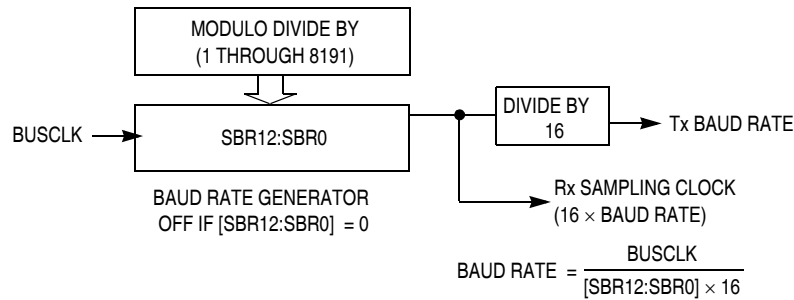 MODULO DIVIDE BY
(1 THROUGH 8191)
BUSCLK
SBR12:SBR0
DIVIDE BY
16
Tx BAUD RATE
BAUD RATE GENERATOR
OFF IF [SBR12:SBR0] = 0
Rx SAMPLING CLOCK
(16 × BAUD RATE)
BAUD RATE =
BUSCLK
[SBR12:SBR0] × 16